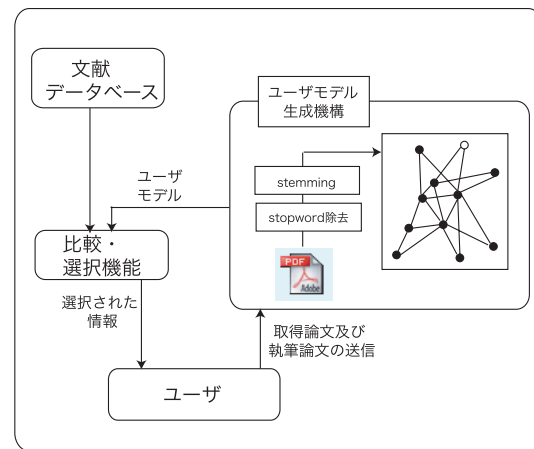 文献
データベース
ユーザモデル
生成機構
ユーザ
モデル
stemming
stopword除去
PDF
Adobe
比較・
選択機能
選択された
情報
取得論文及び
執筆論文の送信
ユーザ